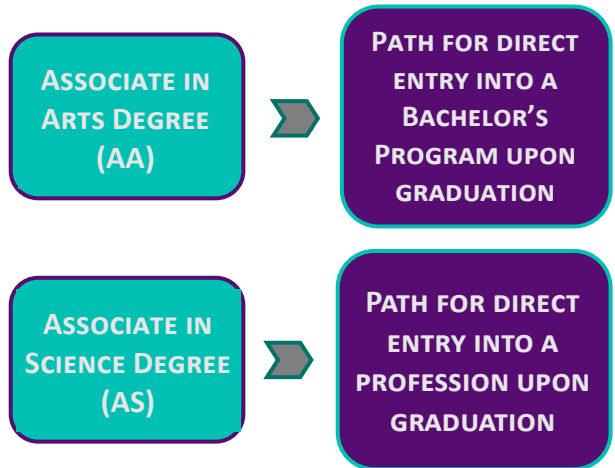 Associate in
Arts Degree
(AA)
Path for direct
entry into a
Bachelor’s
Program upon
graduation
Associate in
Science Degree
(AS)
Path for direct
entry into a
profession upon
graduation